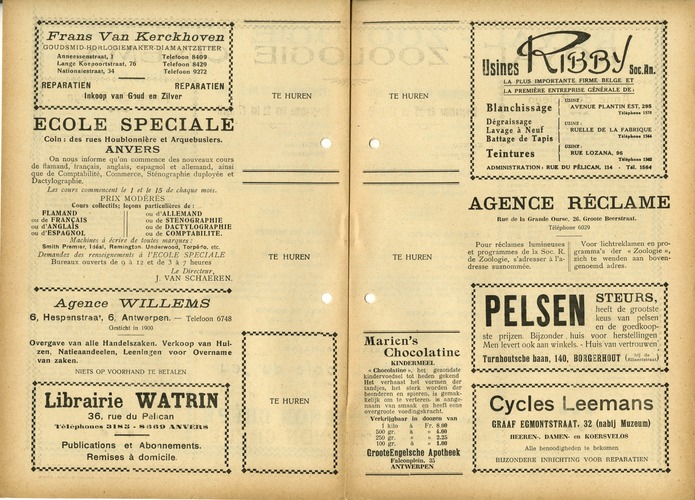 Frans Van Kerckhoven
GOUDSMID-HORLOGIEMAKER-DIAMANTZETTER
Anneessenstraat, 7 Telefoon 8409
Lange Koepoortstraat, 76 Telefoon 8429
Nationalestraat, 34 Telefoon 9272
REPARATIEN REPARATIEN
Inkoop van Goud en Zilver
ECOLE SPECIALE
Coin: des rues Houblonnière et Arquebusiers.
ANVERS
On nous informe qu'on commence des nouveaux cours
de flamand, français, anglais, espagnol et allemand, ainsi
que de Comptabilité, Commerce, Sténographie duployée et
Dactylographie.
Les cours commencent le 1 et le 15 de chaque mois.
PRIX MODÉRÉS
Cours collectifs; leçons particulières de:
FLAMAND ou d'ALLEMAND
ou de FRANÇAIS ou de STENOGRAPHIE
ou d'ANGLAIS ou de DACTYLOGRAPHIE
ou d'ESPAGNOL ou de COMPTABILITE.
Machines à écrire de toutes marques:
Smith Premier, Idéal, Remington, Underwood, Torpédo, etc.
Demandez des renseignements à l'ECOLE SPECIALE
Bureaux ouverts de 9 à 12 et de 3 à 7 heures
Le Directeur,
J. VAN SCHAEREN.
Agence WILLEMS
6, Hespenstraat, 6, Antwerpen. — Telefoon 6748
Gesticht in 1900
Overgave van alle Handelszaken. Verkoop van Hui-
zen, Natieaandeelen, Leeningen voor Overname
van zaken.
NIETS OP VOORHAND TE BETALEN
Librairie WATRIN
36, rue du Pélican
Téléphones 3183 - 8669 ANVERS
Publications et Abonnements.
Remises à domicile
TE HUREN
TE HUREN
TE HUREN
TE HUREN
TE HUREN
Marien's
Chocolatine
KINDERMEEL
« Chocolatine », het gezondste
kindervoedsel tot heden gekend
Het verhaast het vormen der
tandjes, het sterk worden der
beenderen en spieren, is gemak-
kelijk om te verteren, is aange-
naam van smaak en heeft eene
overgroote voedingskracht.
Verkrijgbaar in doozen van
1 kilo à Fr. 8.00
500 gr. à » 4.60
250 gr. » » 2.25
100 gr. à » 1.00
Groote Engelsche Apotheek
Falconplein, 35
ANTWERPEN
Usines RIBBY Soc. An.
LA PLUS IMPORTANTE FIRME BELGE ET
LA PREMIÈRE ENTREPRISE GÉNÉRALE DE:
Blanchissage
Dégraissage
Lavage à Neuf
Battage de Tapis
Teintures
USINE:
AVENUE PLANTIN EST, 295
USINE:
RUELLE DE LA FABRIQUE
Téléphone 1564
USINE:
RUE LOZANA, 96
ADMINISTRATION: RUE DU PÉLICAN, 154 - Tél. 1564
AGENCE RÉCLAME
Rue de la Grande Ourse, 26, Groote Beerstraat.
Téléphone 6029
Pour réclames lumineuses
et programmes de la Soc. R.
de Zoologie, s'adresser à l'a-
dresse susnommée.
Voor lichtreklamen en pro-
gramma's der « Zoologie »,
zich te wenden aan boven-
genoemd adres.
PELSEN
STEURS,
heeft de grootste
keus van pelsen
en de goedkoop-
ste prijzen. Bijzonder huis voor herstellingen
Men levert ook aan winkels. - Huis van vertrouwen
Turnhoutsche baan, 140, BORGERHOUT
Cycles Leemans
GRAAF EGMONTSTRAAT, 32 (nabij Muzeum)
HEEREN-, DAMEN- en KOERSVELOS
Alle benoodigheden te bekomen
BIJZONDERE INRICHTING VOOR REPARATIEN